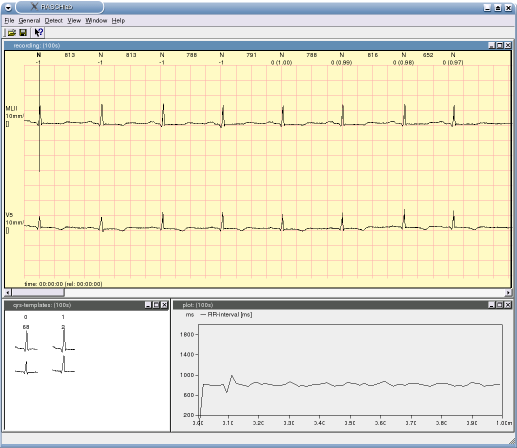 File General Detect View Window Help
recording: (100s)
N 813 N 813 N 788 N 791 N 788 N 816 N 652 N
-1 -1 -1 -1 0 (1.00) 0 (0.99) 0 (0.98) 0 (0.97)
MLII
10mm/
[]
V5
10mm/
[]
time: 00:00:00 (rel: 00:00:00)
qrs-templates: (100s)
0 1
68 2
plot: (100s)
ms RR-interval [ms]
1800
1400
1000
600
200
3.00 3.10 3.20 3.30 3.40 3.50 3.60 3.70 3.80 3.90 1.00m